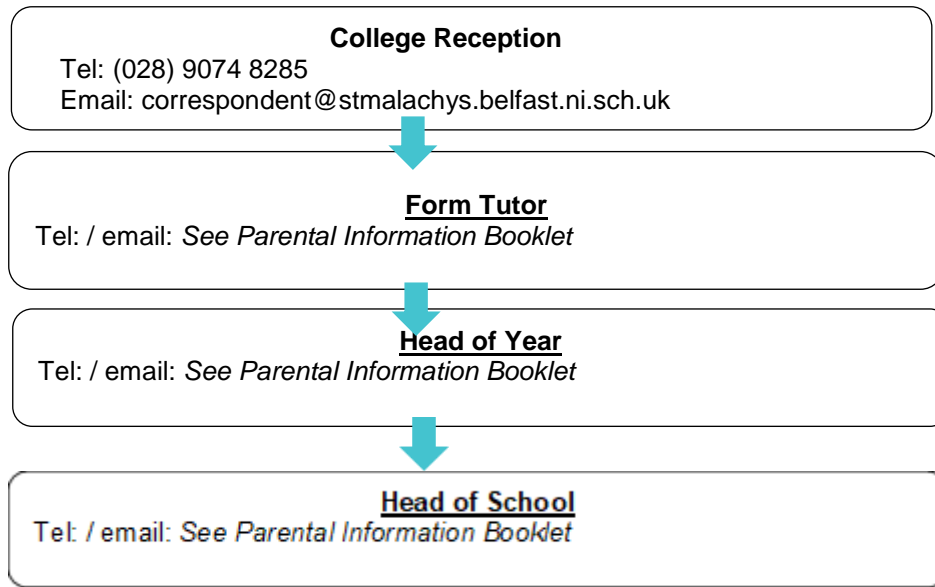 College Reception
Tel: (028) 9074 8285
Email: correspondent@stmalachys.belfast.ni.sch.uk
Form Tutor
Tel: / email: See Parental Information Booklet
Head of Year
Tel: / email: See Parental Information Booklet
Head of School
Tel: / email: See Parental Information Booklet